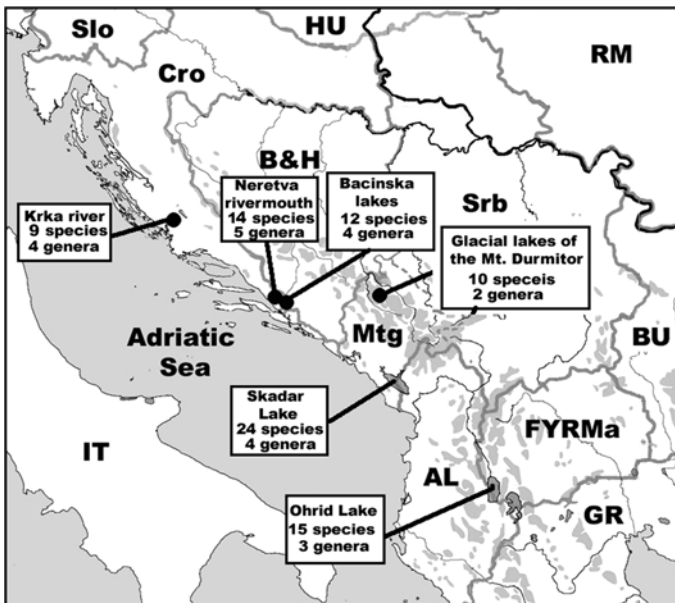 Slo
HU
RM
Cro
B&H
Srb
Neretva
rivermouth
14 species
5 genera
Bacinska
lakes
12 species
4 genera
Krka river
9 species
4 genera
Glacial lakes of
the Mt. Durmitor
10 speceis
2 genera
Adriatic
Sea
Mtg
BU
Skadar
Lake
24 species
4 genera
FYRMa
IT
AL
GR
Ohrid Lake
15 species
3 genera